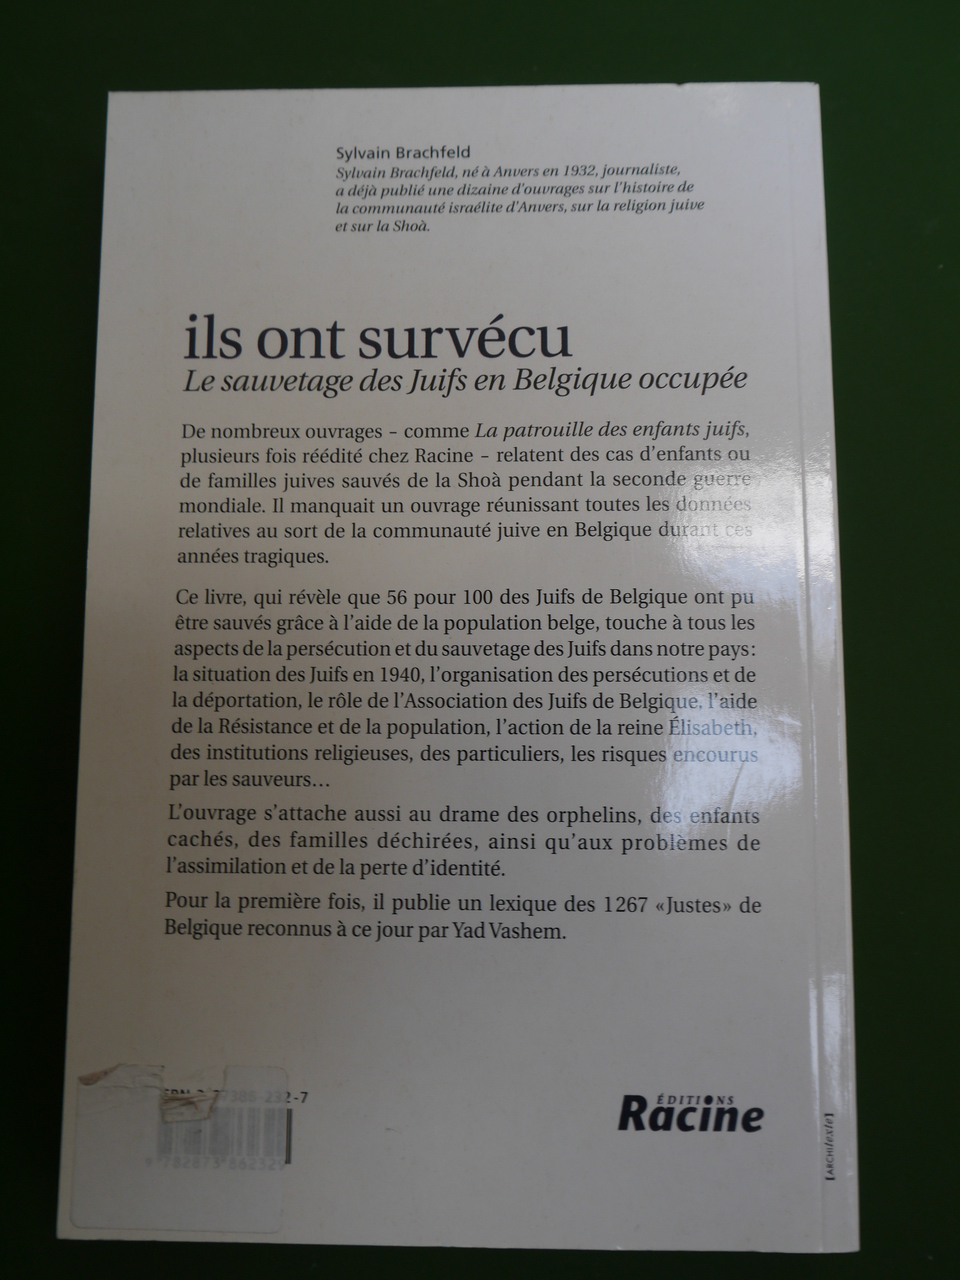 Sylvain Brachfeld
Sylvain Brachfeld, né à Anvers en 1932, journaliste,
a déjà publié une dizaine d'ouvrages sur l'histoire de
la communauté israélite d'Anvers, sur la religion juive
et sur la Shoà.
ils ont survécu
Le sauvetage des Juifs en Belgique occupée
De nombreux ouvrages – comme La patrouille des enfants juifs,
plusieurs fois réédité chez Racine – relatent des cas d'enfants ou
de familles juives sauvés de la Shoà pendant la seconde guerre
mondiale. Il manquait un ouvrage réunissant toutes les données
relatives au sort de la communauté juive en Belgique durant ces
années tragiques.
Ce livre, qui révèle que 56 pour 100 des Juifs de Belgique ont pu
être sauvés grâce à l'aide de la population belge, touche à tous les
aspects de la persécution et du sauvetage des Juifs dans notre pays :
la situation des Juifs en 1940, l'organisation des persécutions et de
la déportation, le rôle de l'Association des Juifs de Belgique, l'aide
de la Résistance et de la population, l'action de la reine Élisabeth,
des institutions religieuses, des particuliers, les risques encourus
par les sauveurs...
L'ouvrage s'attache aussi au drame des orphelins, des enfants
cachés, des familles déchirées, ainsi qu'aux problèmes de
l'assimilation et de la perte d'identité.
Pour la première fois, il publie un lexique des 1267 «Justes» de
Belgique reconnus à ce jour par Yad Vashem.
386-232-7
9 782873 862329
ÉDITIONS
Racine
[ARCHItexte]